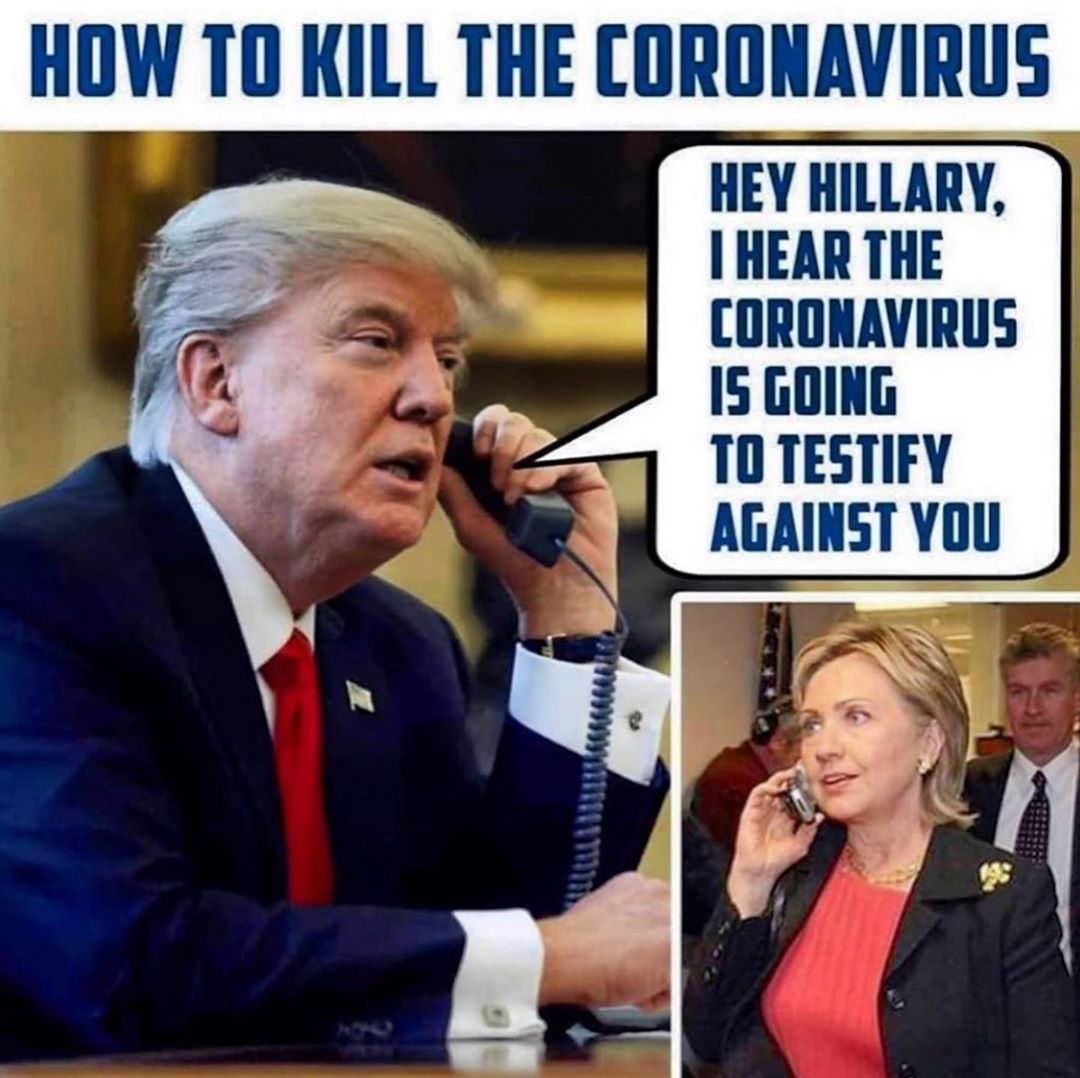 HOW TO KILL THE CORONAVIRUS
HEY HILLARY,
I HEAR THE
CORONAVIRUS
IS GOING
TO TESTIFY
AGAINST YOU